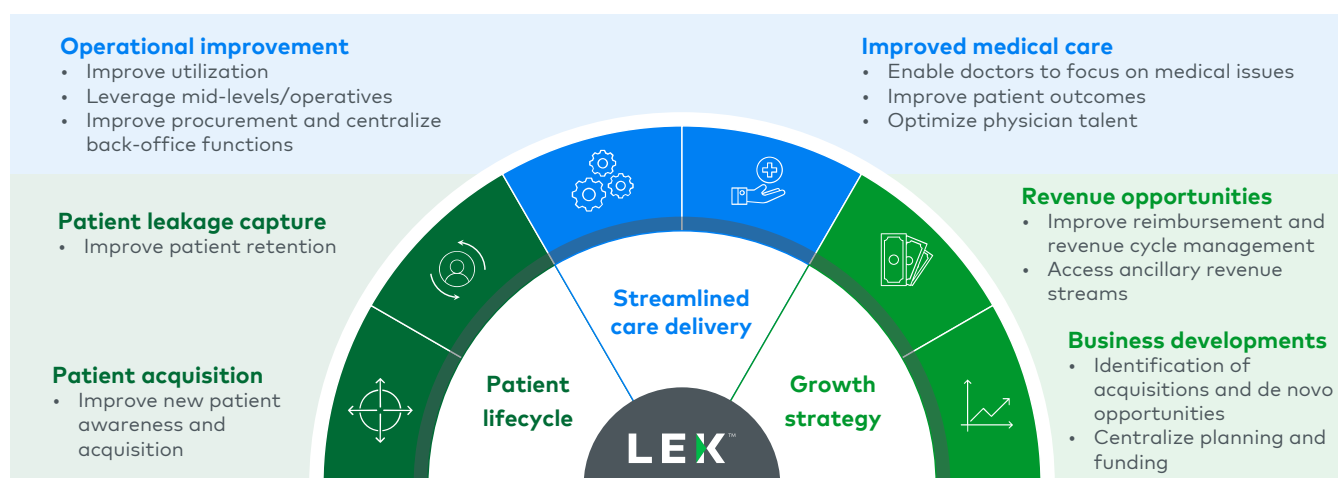 Operational improvement
• Improve utilization
• Leverage mid-levels/operatives
• Improve procurement and centralize
back-office functions
Improved medical care
• Enable doctors to focus on medical issues
• Improve patient outcomes
• Optimize physician talent
Patient leakage capture
• Improve patient retention
Revenue opportunities
• Improve reimbursement and
revenue cycle management
• Access ancillary revenue
streams
Patient acquisition
• Improve new patient
awareness and
acquisition
Business developments
• Identification of
acquisitions and de novo
opportunities
• Centralize planning and
funding
Patient
lifecycle
Streamlined
care delivery
Growth
strategy
LEK™